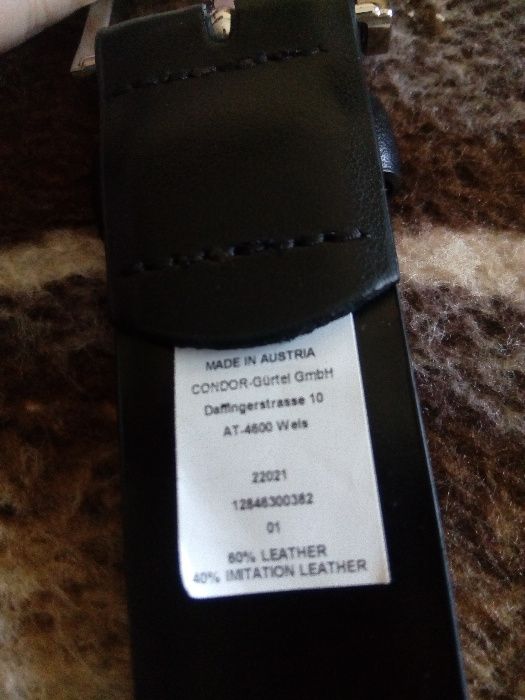 MADE IN AUSTRIA
CONDOR-Gürtel GmbH
Daffingerstrasse 10
AT-4600 Wels
22021
12846300382
01
60% LEATHER
40% IMITATION LEATHER